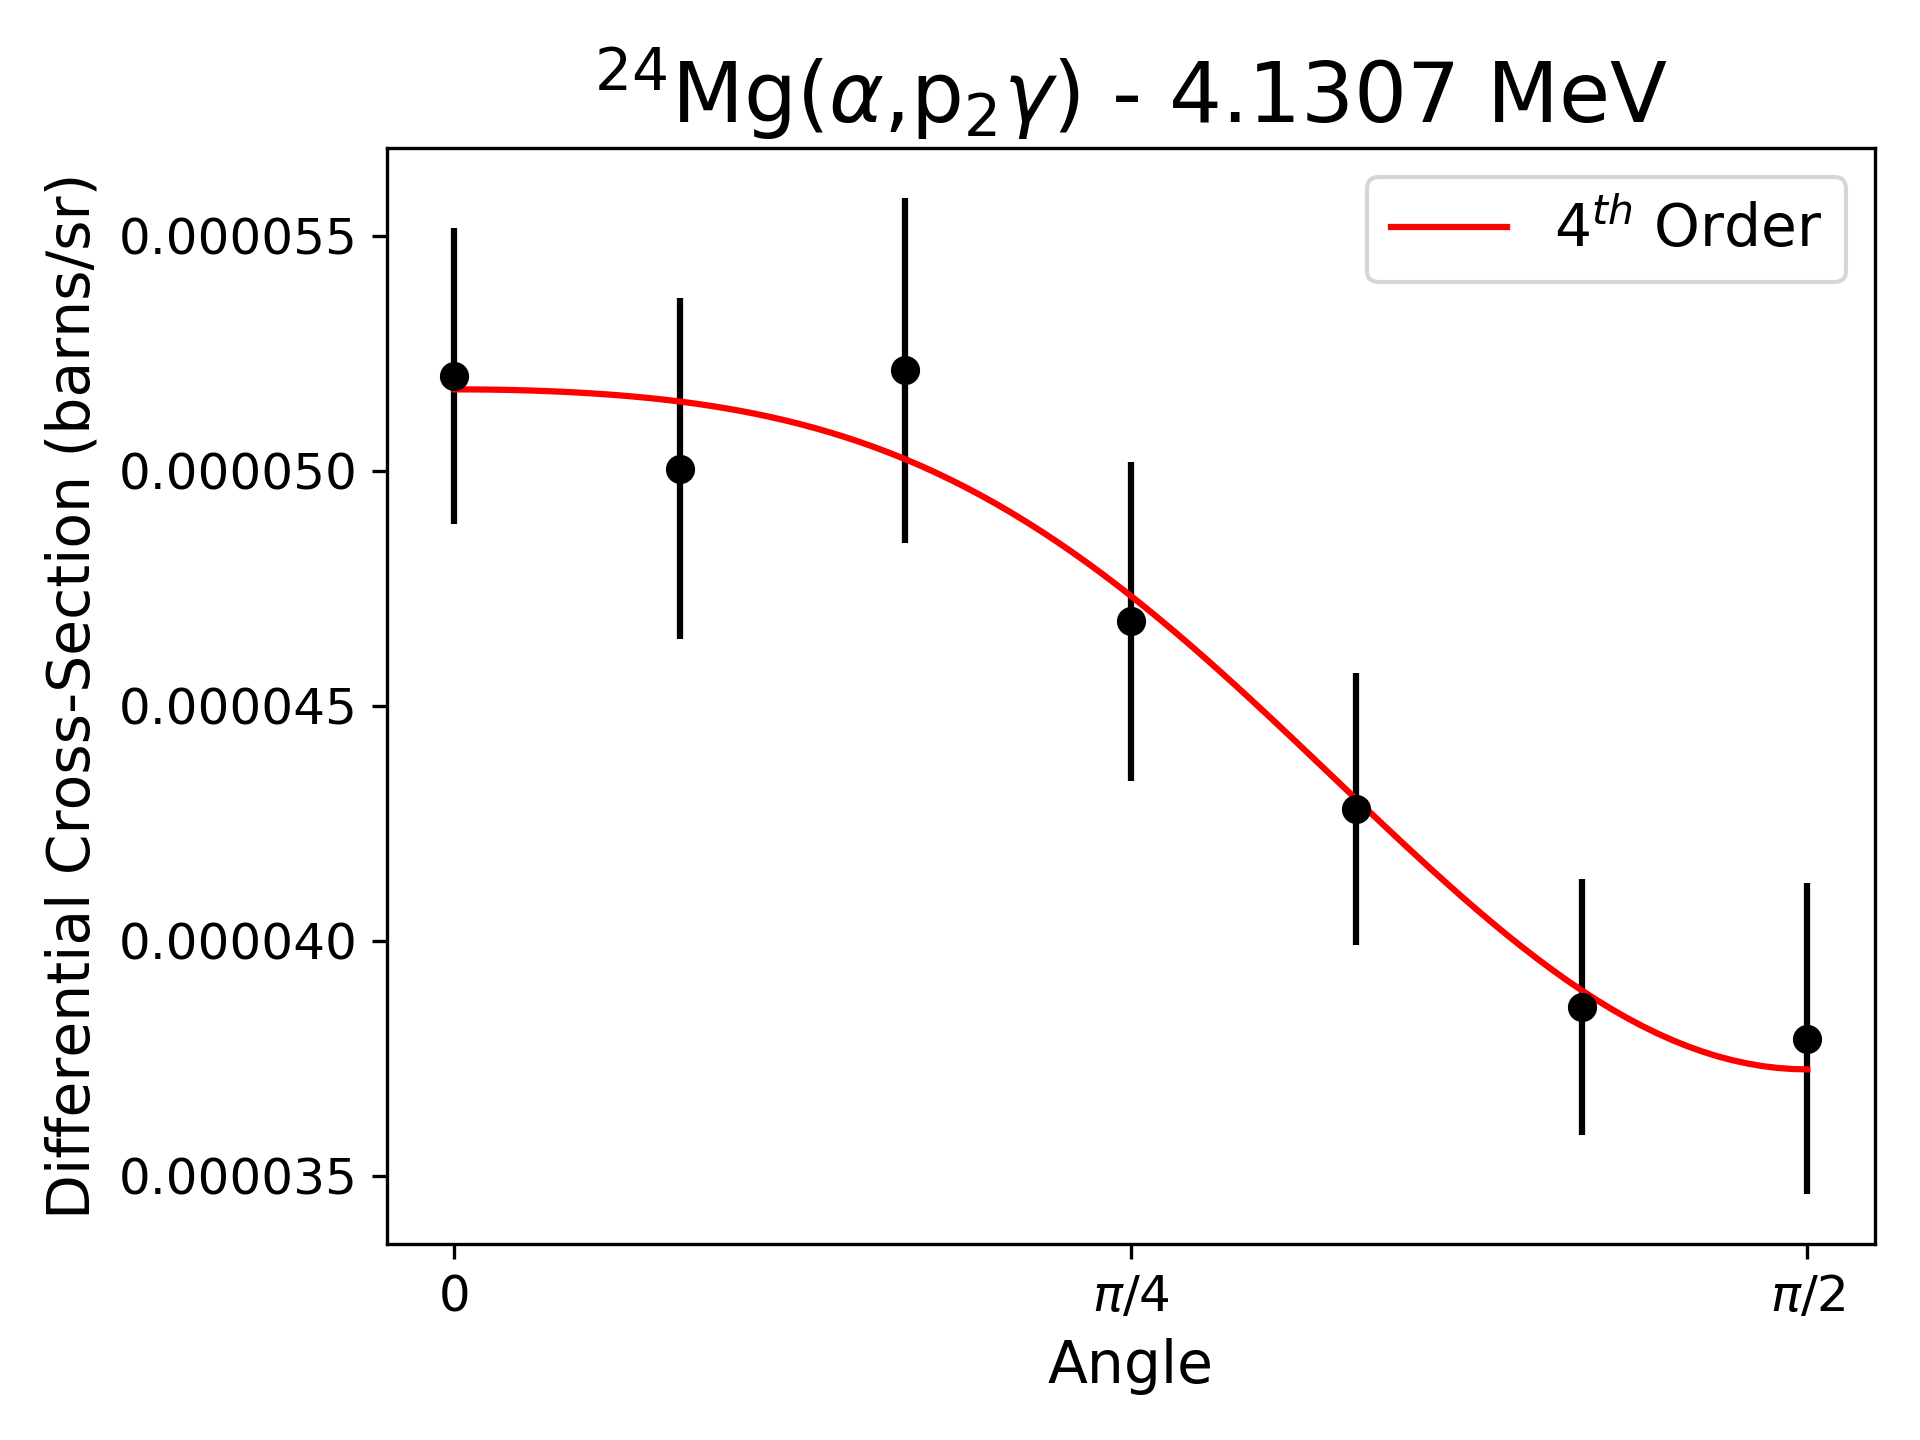 ²⁴Mg(α,p₂γ) - 4.1307 MeV
4ᵗʰ Order
Differential Cross-Section (barns/sr)
0.000055
0.000050
0.000045
0.000040
0.000035
0 π/4 π/2
Angle